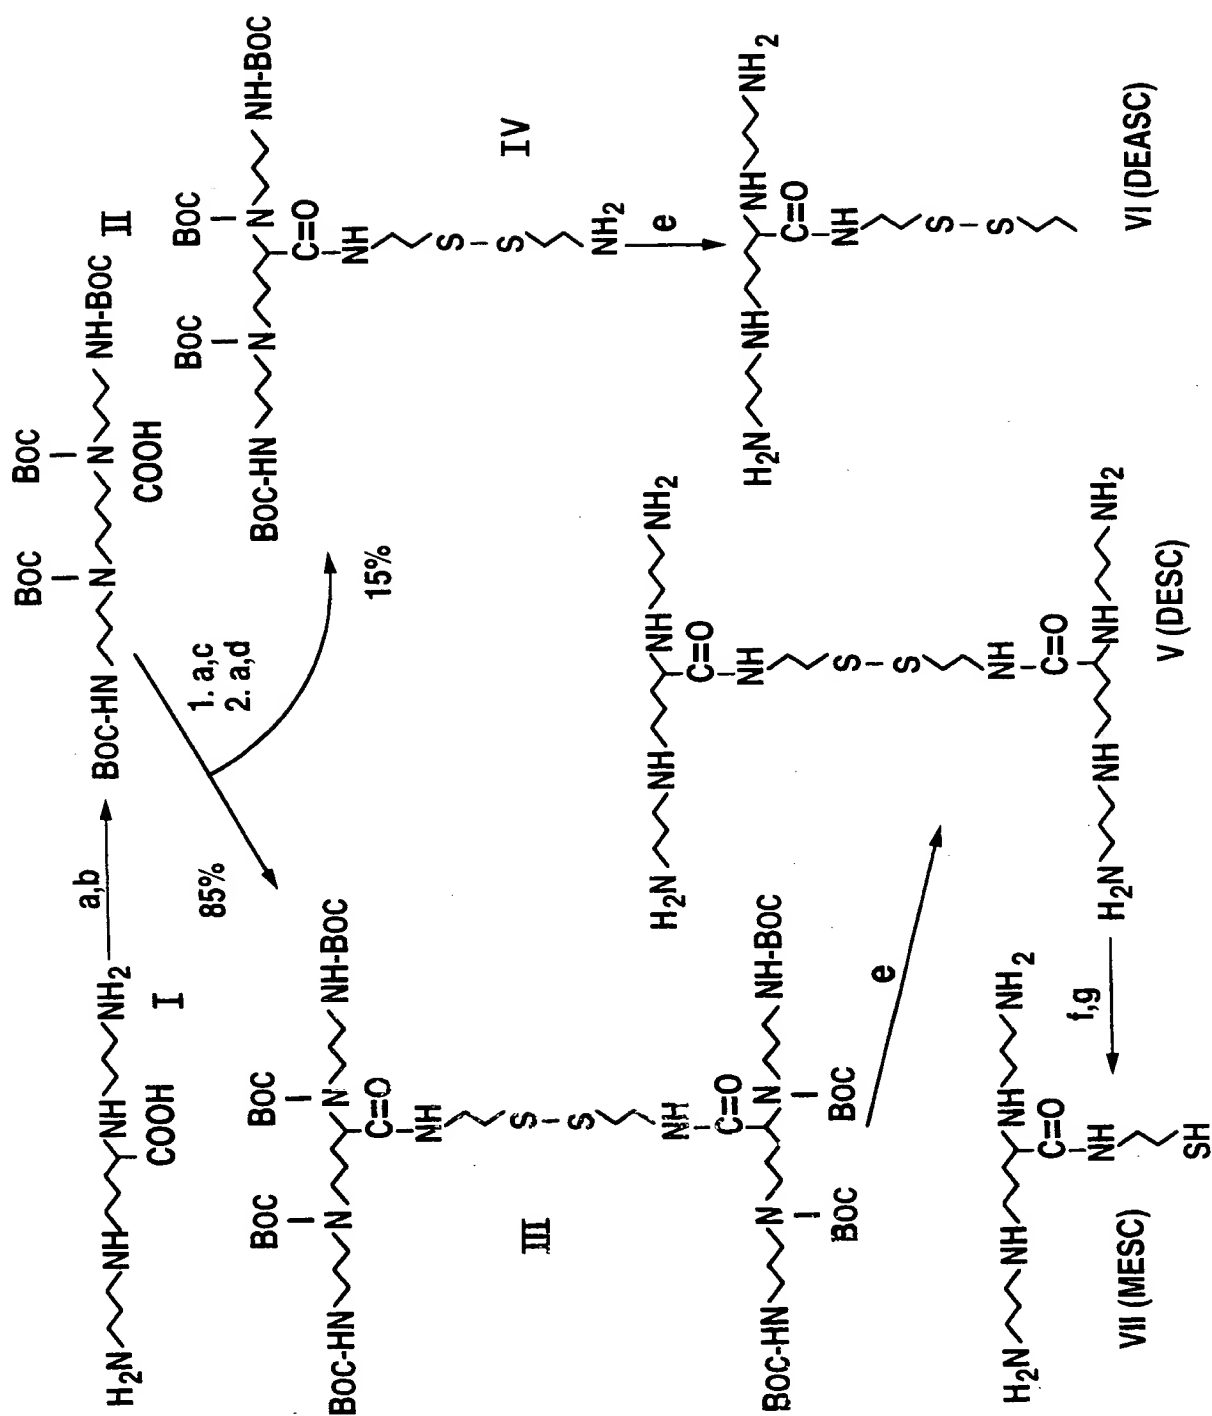 H₂N NH NH NH₂
COOH
I
a,b
BOC BOC
BOC-HN N N NH-BOC
COOH
II
1. a,c
2. a,d
85%
15%
BOC BOC
BOC-HN N N NH-BOC
C=O
NH
S
S
NH
C=O
BOC-HN N N NH-BOC
BOC BOC
III
BOC BOC
BOC-HN N N NH-BOC
C=O
NH
S
S
NH₂
IV
e
e
H₂N NH NH NH₂
C=O
NH
S
S
NH
C=O
H₂N NH NH NH₂
V (DESC)
H₂N NH NH NH₂
C=O
NH
S
S
VI (DEASC)
f,g
H₂N NH NH NH₂
C=O
NH
SH
VII (MESC)